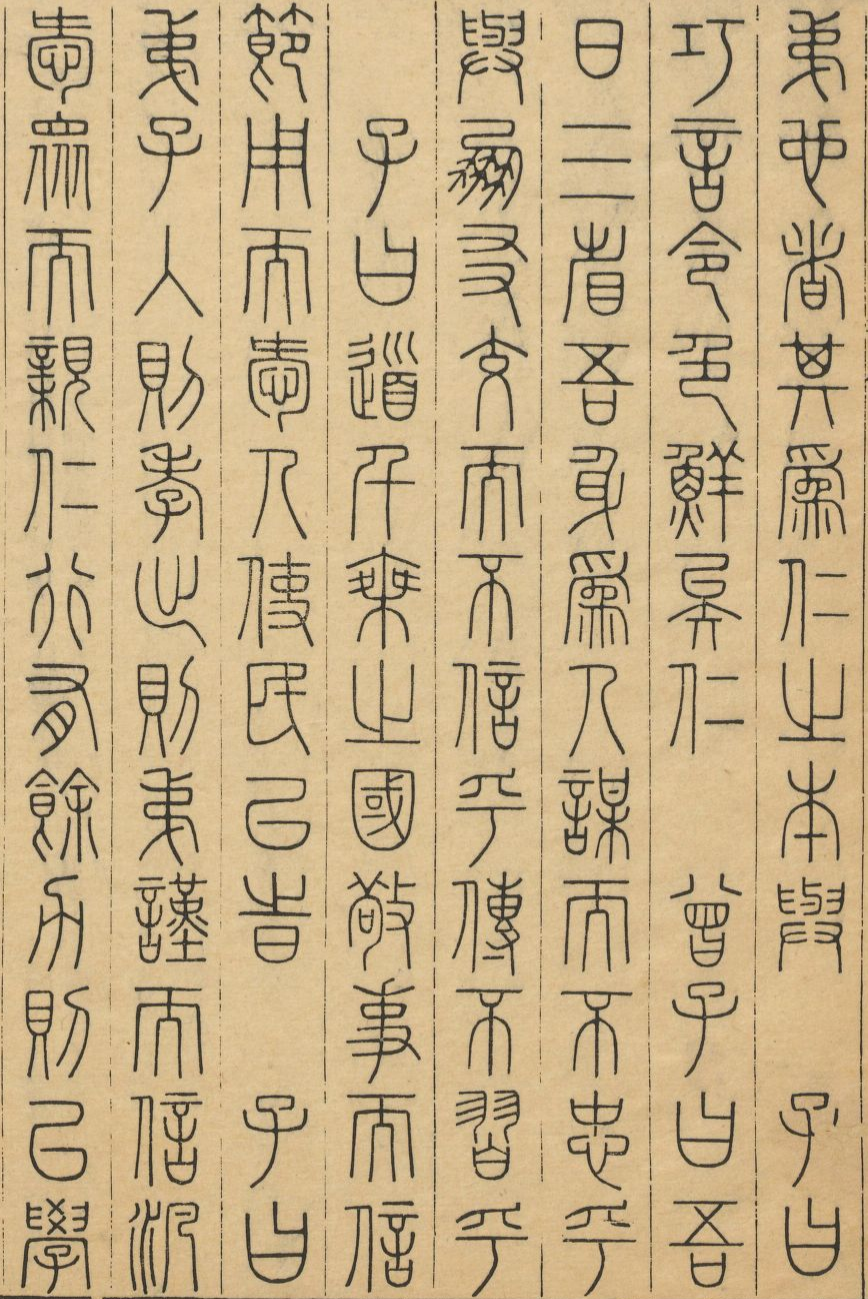 弟也者其爲仁之本與　子曰
巧言令色鮮矣仁　曾子曰吾
日三省吾身爲人謀而不忠乎
與朋友交而不信乎傳不習乎
子曰道千乘之國敬事而信
節用而愛人使民以時　子曰
弟子入則孝出則弟謹而信汎
愛衆而親仁行有餘力則以學